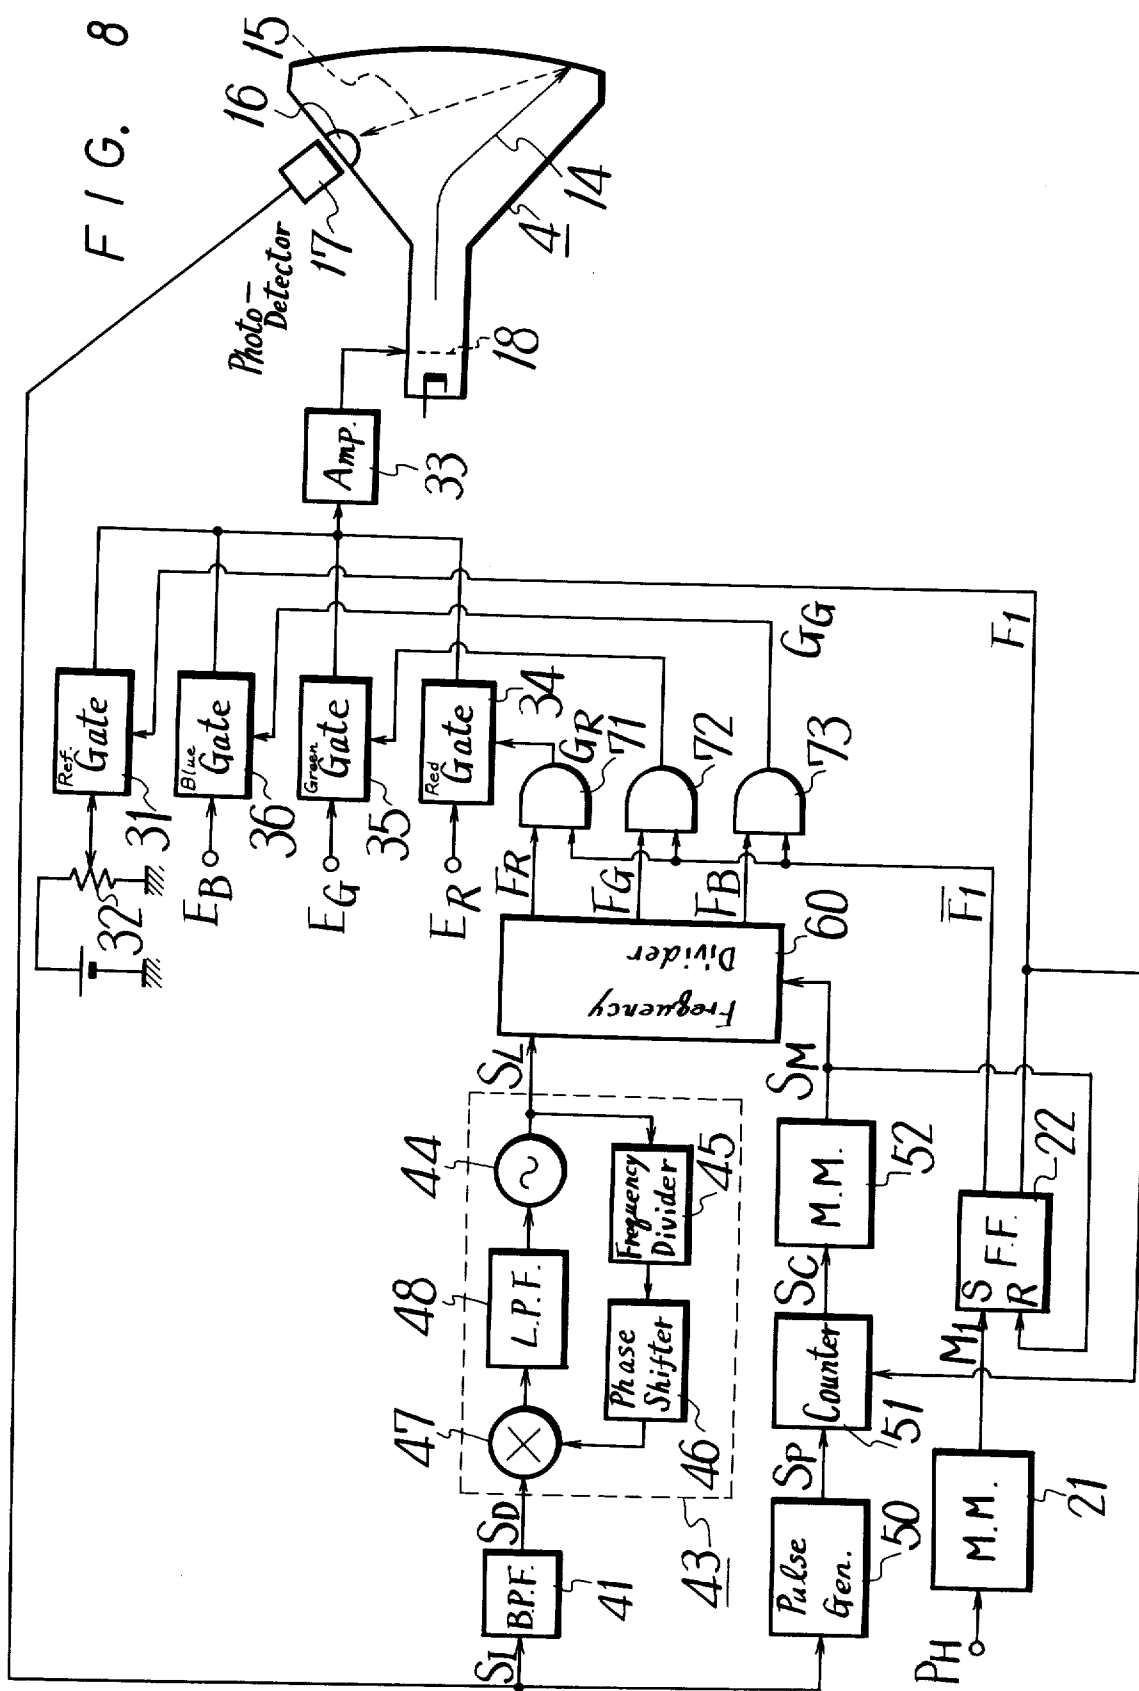 FIG. 8
15
16
17
Photo-
Detector
14
4
18
Amp.
33
Ref.
Gate
31
32
Blue
Gate
36
EB
Green
Gate
35
EG
Red
Gate
34
ER
GG
F1
GR
71
72
73
FR
FG
FB
F̅1
Frequency
Divider
60
SL
SM
44
48
L.P.F.
47
Frequency
Divider
45
Phase
Shifter
46
43
SD
B.P.F.
41
SI
M.M.
52
SC
Counter
51
SP
Pulse
Gen.
50
S
F.F.
R
22
M1
M.M.
21
PH